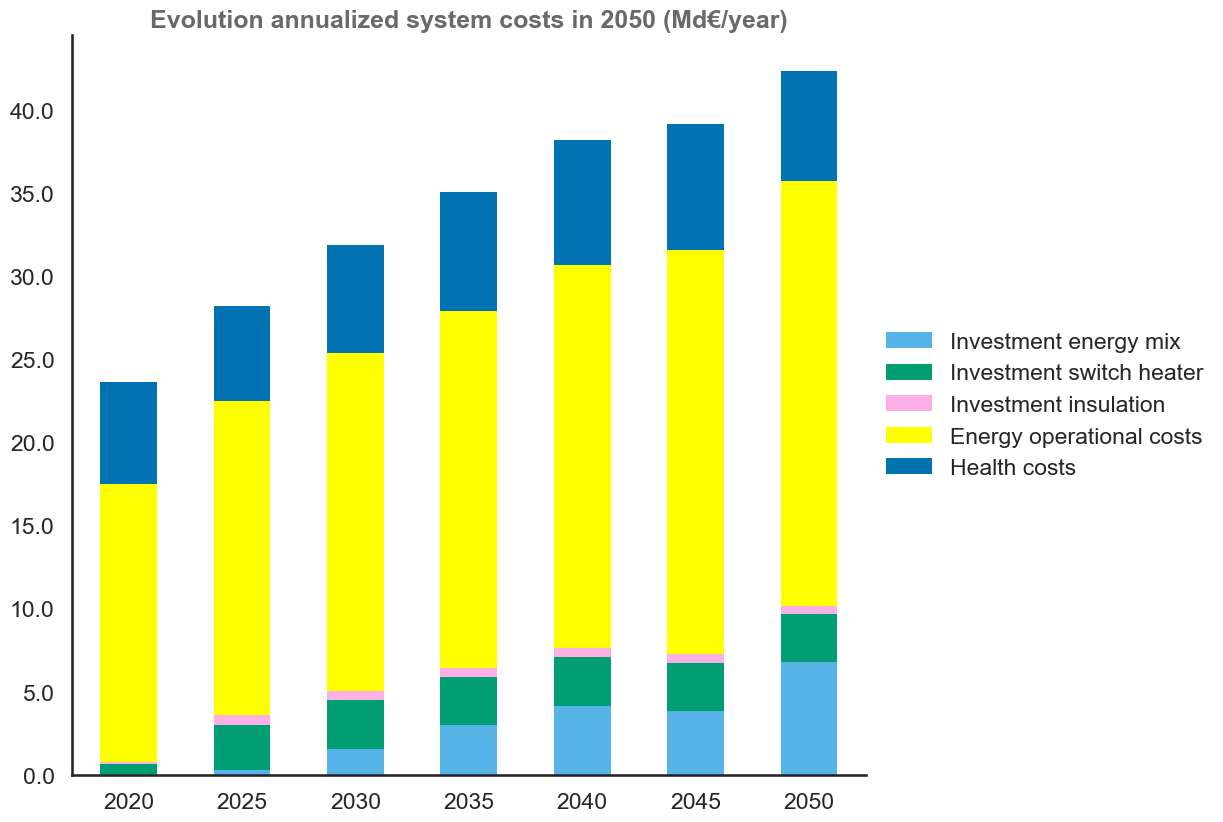 Evolution annualized system costs in 2050 (Md€/year)
40.0
35.0
30.0
25.0
20.0
15.0
10.0
5.0
0.0
2020 2025 2030 2035 2040 2045 2050
Investment energy mix
Investment switch heater
Investment insulation
Energy operational costs
Health costs